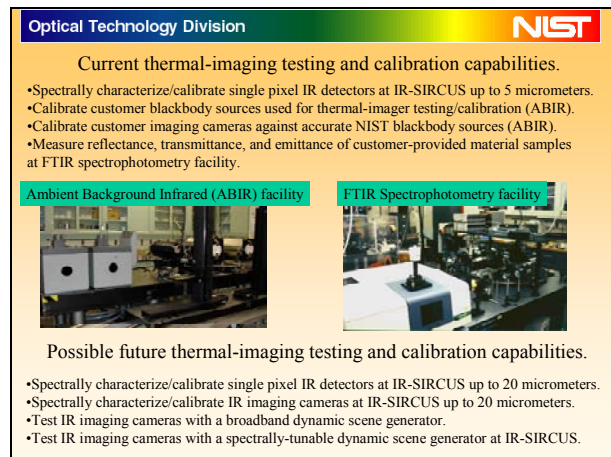 Optical Technology Division
NIST
Current thermal-imaging testing and calibration capabilities.
•Spectrally characterize/calibrate single pixel IR detectors at IR-SIRCUS up to 5 micrometers.
•Calibrate customer blackbody sources used for thermal-imager testing/calibration (ABIR).
•Calibrate customer imaging cameras against accurate NIST blackbody sources (ABIR).
•Measure reflectance, transmittance, and emittance of customer-provided material samples
at FTIR spectrophotometry facility.
Ambient Background Infrared (ABIR) facility
FTIR Spectrophotometry facility
Possible future thermal-imaging testing and calibration capabilities.
•Spectrally characterize/calibrate single pixel IR detectors at IR-SIRCUS up to 20 micrometers.
•Spectrally characterize/calibrate IR imaging cameras at IR-SIRCUS up to 20 micrometers.
•Test IR imaging cameras with a broadband dynamic scene generator.
•Test IR imaging cameras with a spectrally-tunable dynamic scene generator at IR-SIRCUS.